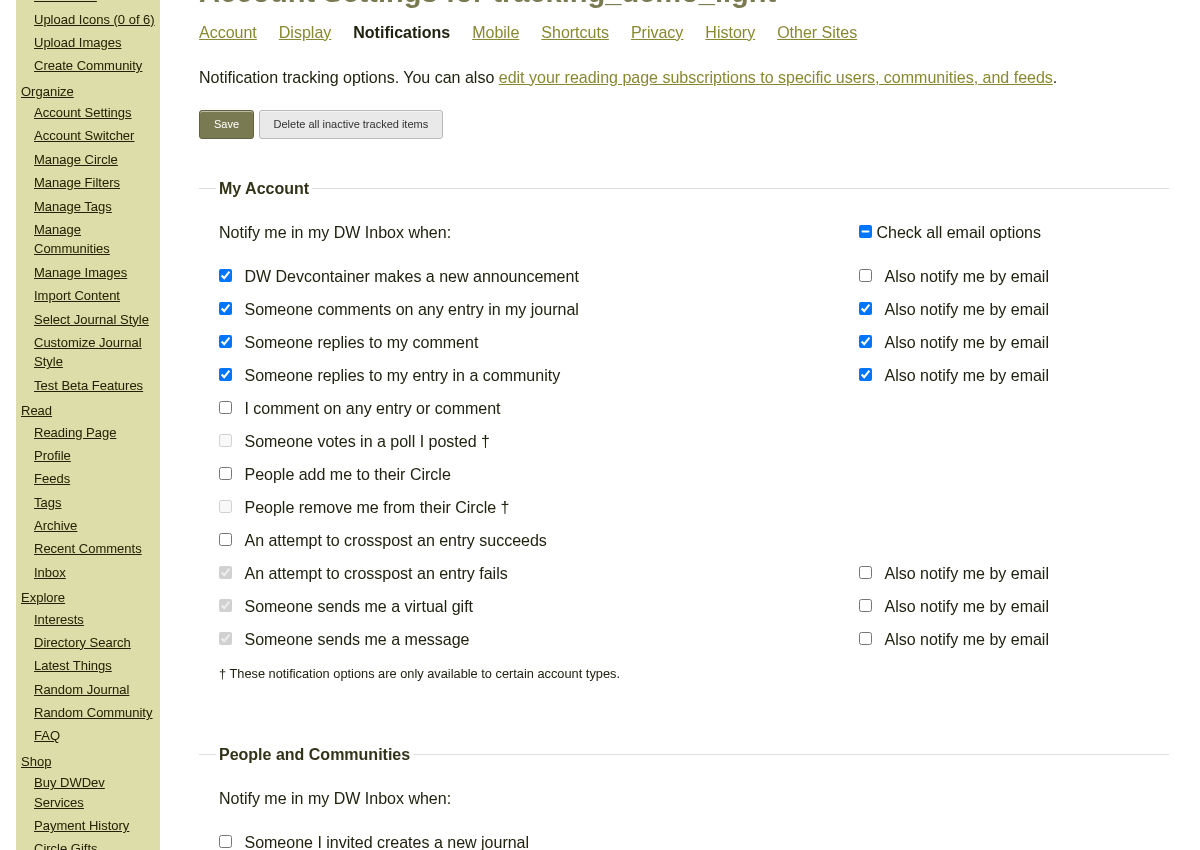 Upload Icons (0 of 6)
Upload Images
Create Community
Organize
Account Settings
Account Switcher
Manage Circle
Manage Filters
Manage Tags
Manage
Communities
Manage Images
Import Content
Select Journal Style
Customize Journal
Style
Test Beta Features
Read
Reading Page
Profile
Feeds
Tags
Archive
Recent Comments
Inbox
Explore
Interests
Directory Search
Latest Things
Random Journal
Random Community
FAQ
Shop
Buy DWDev
Services
Payment History
Circle Gifts
Account Settings for tracking_demo_light
Account Display Notifications Mobile Shortcuts Privacy History Other Sites
Notification tracking options. You can also edit your reading page subscriptions to specific users, communities, and feeds.
Save Delete all inactive tracked items
My Account
Notify me in my DW Inbox when: Check all email options
DW Devcontainer makes a new announcement Also notify me by email
Someone comments on any entry in my journal Also notify me by email
Someone replies to my comment Also notify me by email
Someone replies to my entry in a community Also notify me by email
I comment on any entry or comment
Someone votes in a poll I posted †
People add me to their Circle
People remove me from their Circle †
An attempt to crosspost an entry succeeds
An attempt to crosspost an entry fails Also notify me by email
Someone sends me a virtual gift Also notify me by email
Someone sends me a message Also notify me by email
† These notification options are only available to certain account types.
People and Communities
Notify me in my DW Inbox when:
Someone I invited creates a new journal